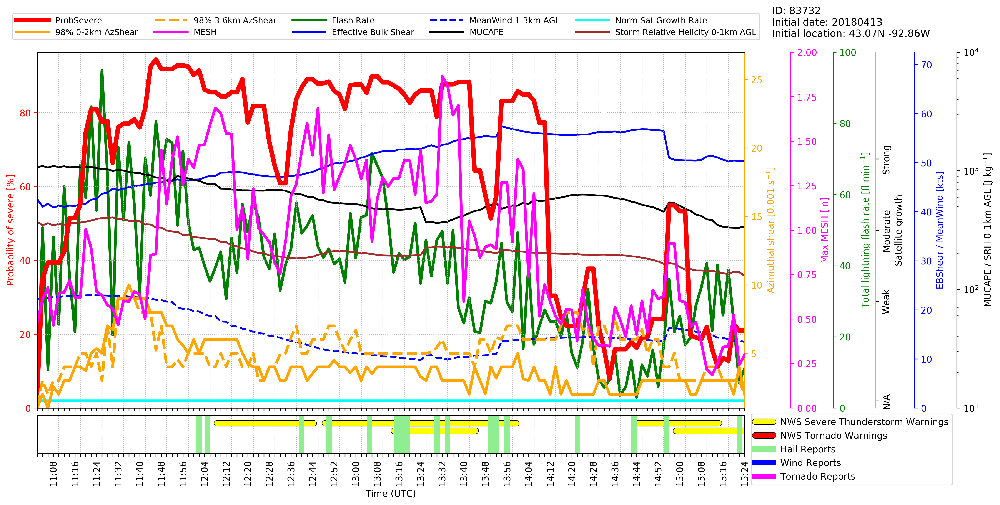 ID: 83732
Initial date: 20180413
Initial location: 43.07N -92.86W
ProbSevere
98% 3-6km AzShear
Flash Rate
MeanWind 1-3km AGL
Norm Sat Growth Rate
98% 0-2km AzShear
MESH
Effective Bulk Shear
MUCAPE
Storm Relative Helicity 0-1km AGL
Probability of severe [%]
0
20
40
60
80
5
10
15
20
25
Azimuthal shear [0.001 s⁻¹]
0.00
0.25
0.50
0.75
1.00
1.25
1.50
1.75
2.00
Max MESH [in]
0
20
40
60
80
100
Total lightning flash rate [fl min⁻¹]
N/A
Weak
Moderate
Strong
Satellite growth
0
10
20
30
40
50
60
70
EBShear / MeanWind [kts]
10¹
10²
10³
10⁴
MUCAPE / SRH 0-1km AGL [J kg⁻¹]
NWS Severe Thunderstorm Warnings
NWS Tornado Warnings
Hail Reports
Wind Reports
Tornado Reports
11:08
11:16
11:24
11:32
11:40
11:48
11:56
12:04
12:12
12:20
12:28
12:36
12:44
12:52
13:00
13:08
13:16
13:24
13:32
13:40
13:48
13:56
14:04
14:12
14:20
14:28
14:36
14:44
14:52
15:00
15:08
15:16
15:24
Time (UTC)